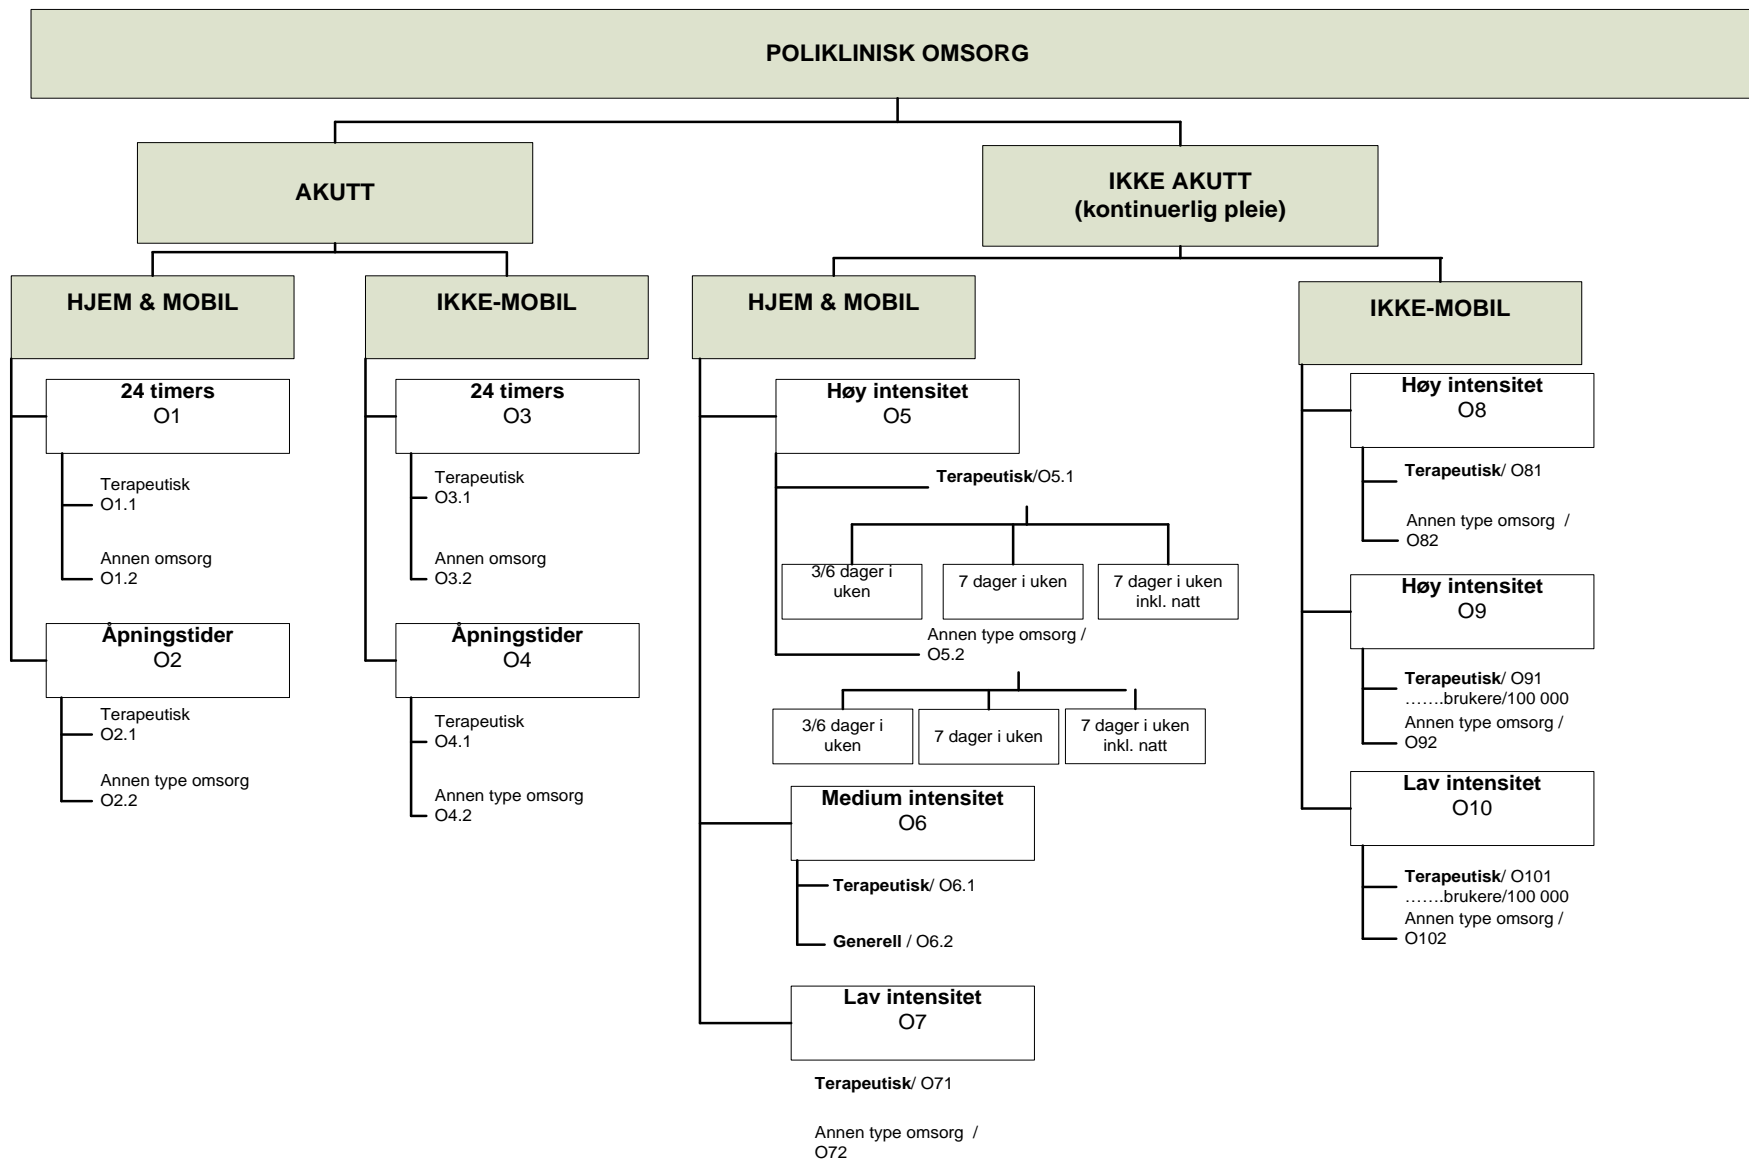 POLIKLINISK OMSORG
AKUTT
IKKE AKUTT
(kontinuerlig pleie)
HJEM & MOBIL
IKKE-MOBIL
HJEM & MOBIL
IKKE-MOBIL
24 timers
O1
Terapeutisk
O1.1
Annen omsorg
O1.2
Åpningstider
O2
Terapeutisk
O2.1
Annen type omsorg
O2.2
24 timers
O3
Terapeutisk
O3.1
Annen omsorg
O3.2
Åpningstider
O4
Terapeutisk
O4.1
Annen type omsorg
O4.2
Høy intensitet
O5
Terapeutisk/O5.1
3/6 dager i
uken
7 dager i uken
7 dager i uken
inkl. natt
Annen type omsorg /
O5.2
3/6 dager i
uken
7 dager i uken
7 dager i uken
inkl. natt
Medium intensitet
O6
Terapeutisk/ O6.1
Generell / O6.2
Lav intensitet
O7
Terapeutisk/ O71
Annen type omsorg /
O72
Høy intensitet
O8
Terapeutisk/ O81
Annen type omsorg /
O82
Høy intensitet
O9
Terapeutisk/ O91
…….brukere/100 000
Annen type omsorg /
O92
Lav intensitet
O10
Terapeutisk/ O101
…….brukere/100 000
Annen type omsorg /
O102